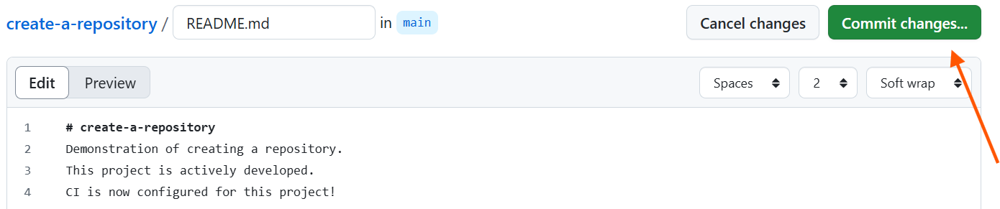 create-a-repository / README.md in main Cancel changes Commit changes...
Edit Preview Spaces 2 Soft wrap
1 # create-a-repository
2 Demonstration of creating a repository.
3 This project is actively developed.
4 CI is now configured for this project!